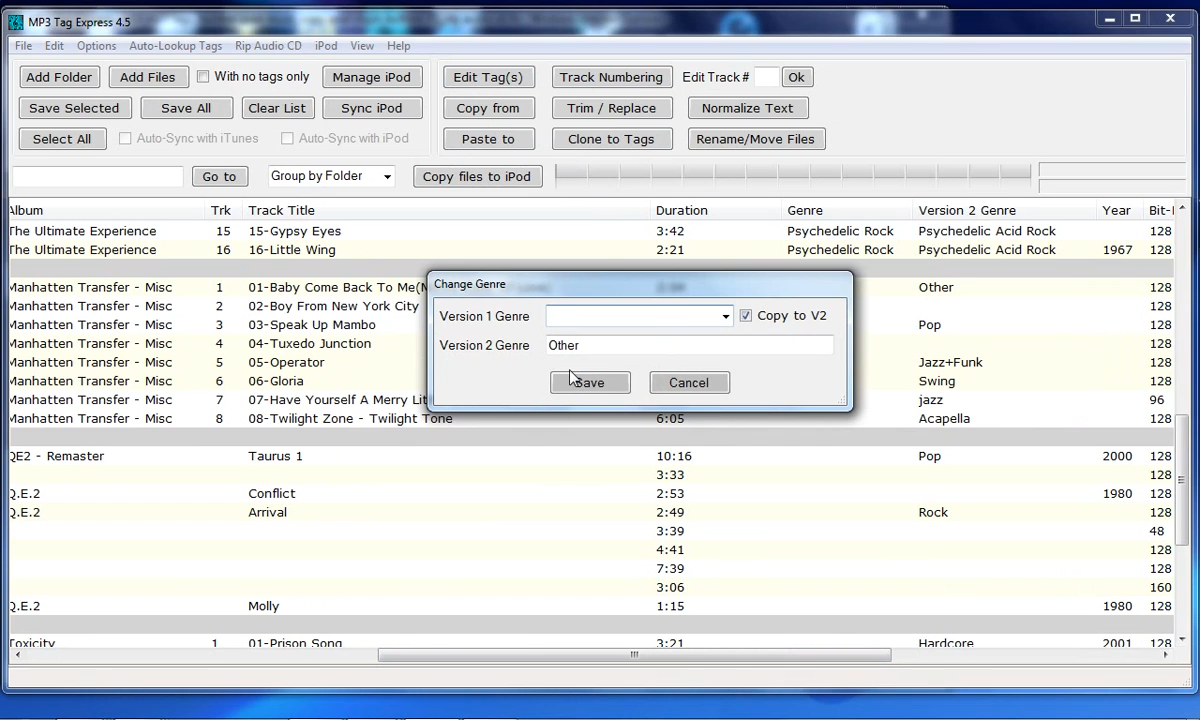 MP3 Tag Express 4.5
File Edit Options Auto-Lookup Tags Rip Audio CD iPod View Help
Add Folder Add Files With no tags only Manage iPod Edit Tag(s) Track Numbering Edit Track # Ok
Save Selected Save All Clear List Sync iPod Copy from Trim / Replace Normalize Text
Select All Auto-Sync with iTunes Auto-Sync with iPod Paste to Clone to Tags Rename/Move Files
Go to Group by Folder Copy files to iPod
Album Trk Track Title Duration Genre Version 2 Genre Year Bit-
The Ultimate Experience 15 15-Gypsy Eyes 3:42 Psychedelic Rock Psychedelic Acid Rock 128
The Ultimate Experience 16 16-Little Wing 2:21 Psychedelic Rock Psychedelic Acid Rock 1967 128
Change Genre
Manhatten Transfer - Misc 1 01-Baby Come Back To Me( Other 128
Manhatten Transfer - Misc 2 02-Boy From New York City 128
Version 1 Genre Copy to V2
Manhatten Transfer - Misc 3 03-Speak Up Mambo Pop 128
Manhatten Transfer - Misc 4 04-Tuxedo Junction 128
Version 2 Genre Other
Manhatten Transfer - Misc 5 05-Operator Jazz+Funk 128
Manhatten Transfer - Misc 6 06-Gloria Swing 128
Save Cancel
Manhatten Transfer - Misc 7 07-Have Yourself A Merry Lit jazz 96
Manhatten Transfer - Misc 8 08-Twilight Zone - Twilight Tone 6:05 Acapella 128
QE2 - Remaster Taurus 1 10:16 Pop 2000 128
3:33 128
Q.E.2 Conflict 2:53 1980 128
Q.E.2 Arrival 2:49 Rock 128
3:39 48
4:41 128
7:39 128
3:06 160
Q.E.2 Molly 1:15 1980 128
Toxicity 1 01-Prison Song 3:21 Hardcore 2001 128